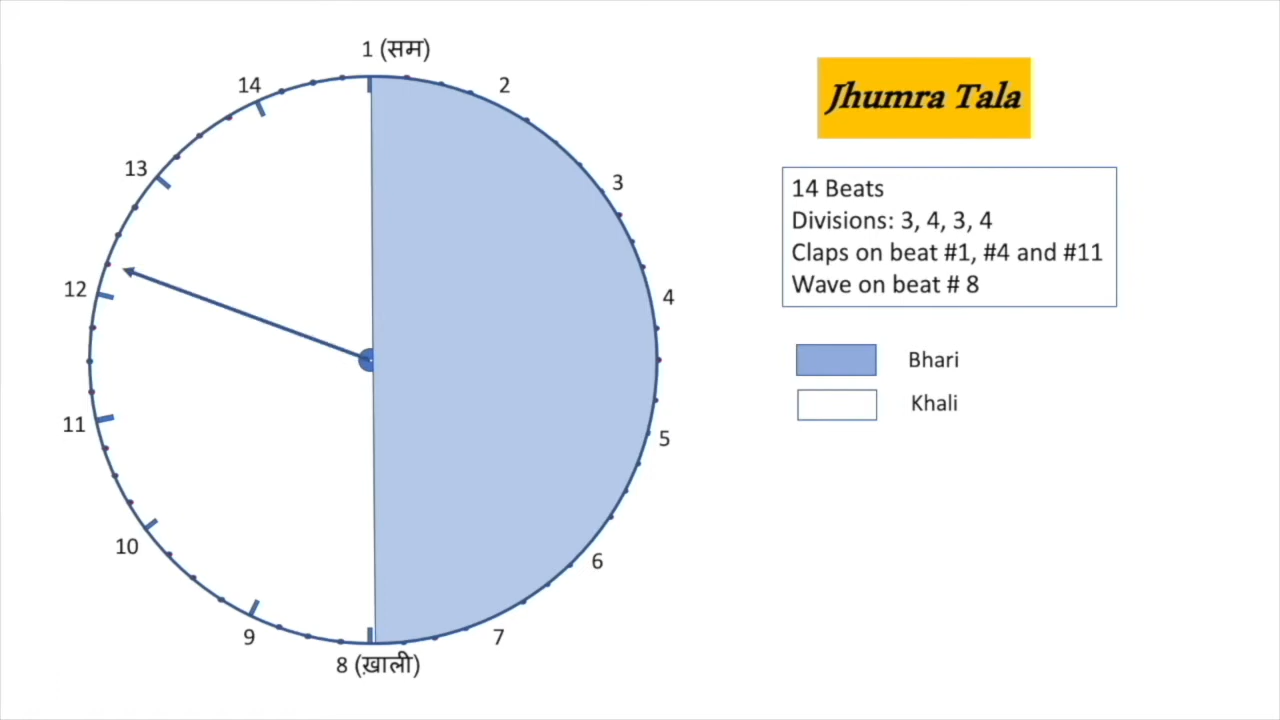 1 (सम)
2
3
4
5
6
7
8 (ख़ाली)
9
10
11
12
13
14
Jhumra Tala
14 Beats
Divisions: 3, 4, 3, 4
Claps on beat #1, #4 and #11
Wave on beat # 8
Bhari
Khali